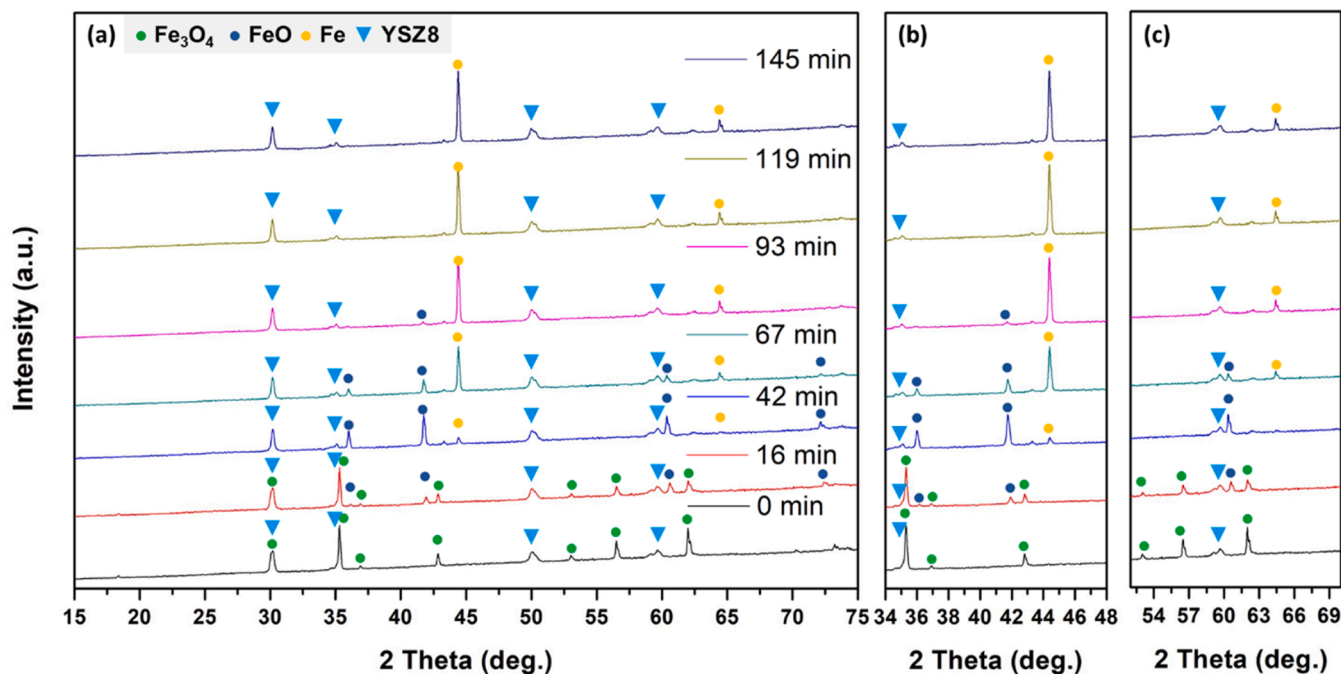 (a) Fe₃O₄ FeO Fe YSZ8
(b)
(c)
145 min
119 min
93 min
67 min
42 min
16 min
0 min
Intensity (a.u.)
15 20 25 30 35 40 45 50 55 60 65 70 75
34 36 38 40 42 44 46 48
54 57 60 63 66 69
2 Theta (deg.)
2 Theta (deg.)
2 Theta (deg.)